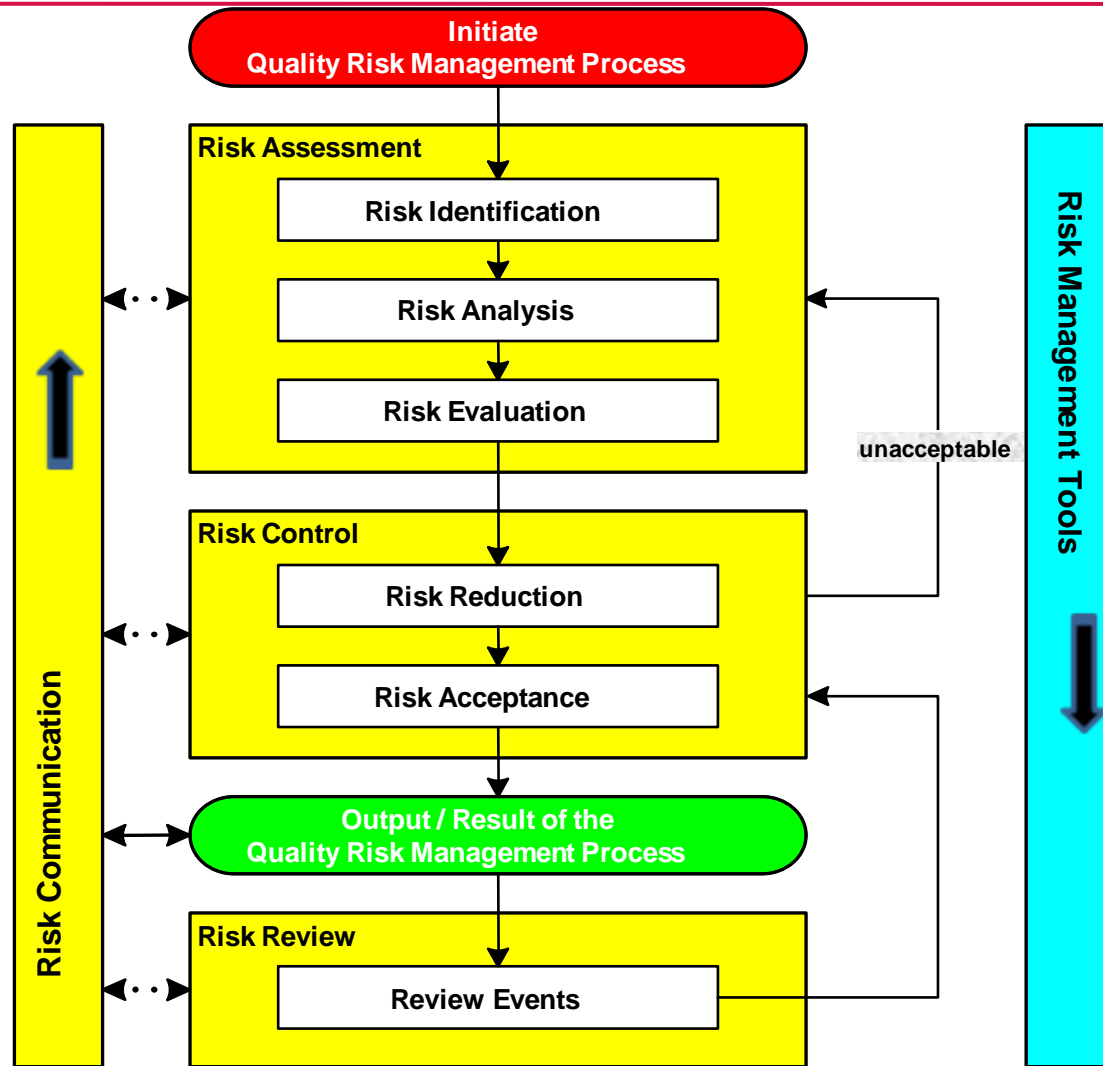 Initiate
Quality Risk Management Process
Risk Assessment
Risk Identification
Risk Analysis
Risk Evaluation
unacceptable
Risk Control
Risk Reduction
Risk Acceptance
Output / Result of the
Quality Risk Management Process
Risk Review
Review Events
Risk Communication
Risk Management Tools